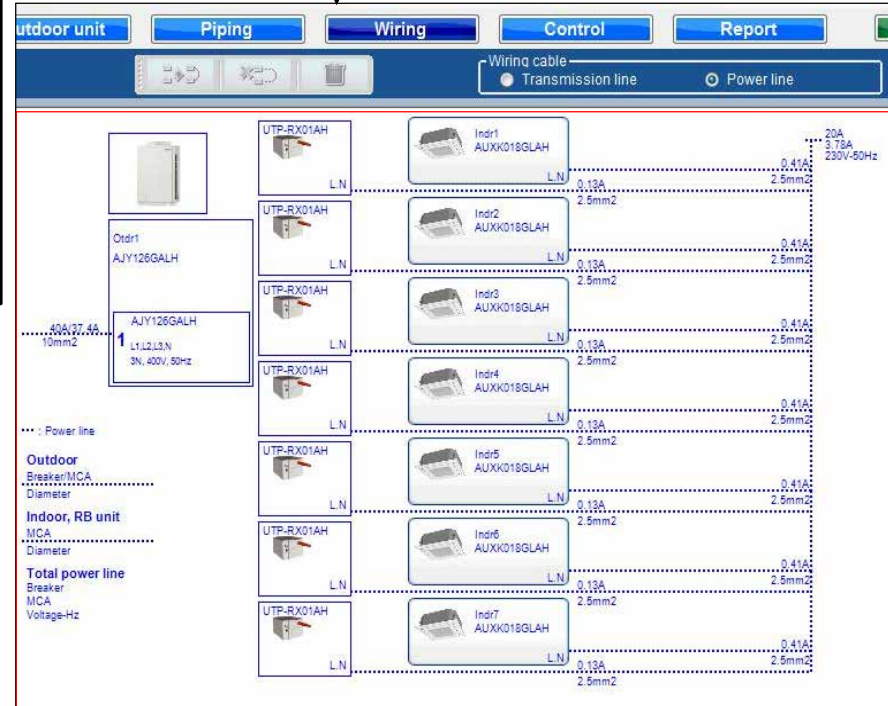 utdoor unit
Piping
Wiring
Control
Report
Wiring cable
Transmission line
Power line
Otdr1
AJY126GALH
40A/37.4A
10mm2
AJY126GALH
1
L1,L2,L3,N
3N, 400V, 50Hz
: Power line
Outdoor
Breaker/MCA
Diameter
Indoor, RB unit
MCA
Diameter
Total power line
Breaker
MCA
Voltage-Hz
UTP-RX01AH
L.N
Indr1
AUXK018GLAH
L.N
0.13A
2.5mm2
0.41A
2.5mm2
20A
3.78A
230V-50Hz
UTP-RX01AH
L.N
Indr2
AUXK018GLAH
L.N
0.13A
2.5mm2
0.41A
2.5mm2
UTP-RX01AH
L.N
Indr3
AUXK018GLAH
L.N
0.13A
2.5mm2
0.41A
2.5mm2
UTP-RX01AH
L.N
Indr4
AUXK018GLAH
L.N
0.13A
2.5mm2
0.41A
2.5mm2
UTP-RX01AH
L.N
Indr5
AUXK018GLAH
L.N
0.13A
2.5mm2
0.41A
2.5mm2
UTP-RX01AH
L.N
Indr6
AUXK018GLAH
L.N
0.13A
2.5mm2
0.41A
2.5mm2
UTP-RX01AH
L.N
Indr7
AUXK018GLAH
L.N
0.13A
2.5mm2
0.41A
2.5mm2